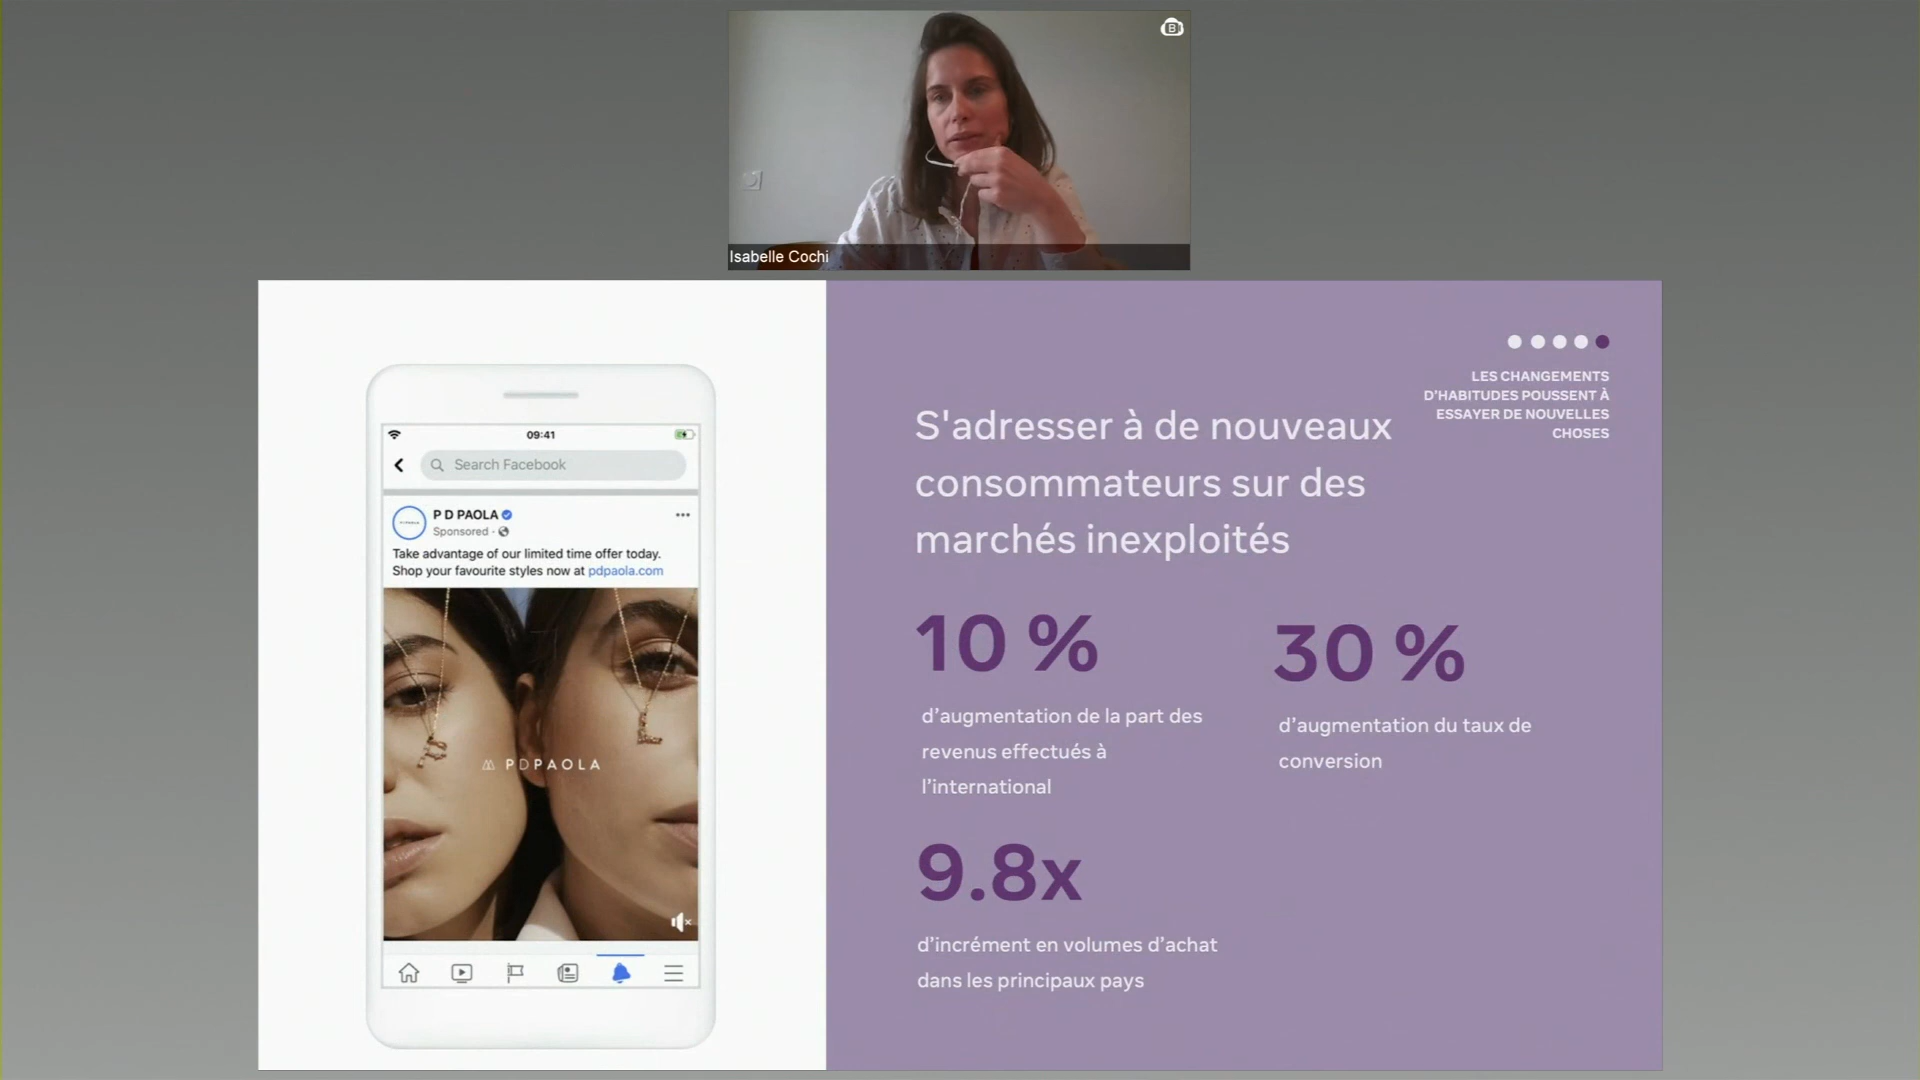 Isabelle Cochi
LES CHANGEMENTS
D'HABITUDES POUSSENT À
ESSAYER DE NOUVELLES
CHOSES
S'adresser à de nouveaux
consommateurs sur des
marchés inexploités
10 %
d'augmentation de la part des
revenus effectués à
l'international
30 %
d'augmentation du taux de
conversion
9.8x
d'incrément en volumes d'achat
dans les principaux pays
09:41
Search Facebook
P D PAOLA
Sponsored
Take advantage of our limited time offer today.
Shop your favourite styles now at pdpaola.com
PDPAOLA